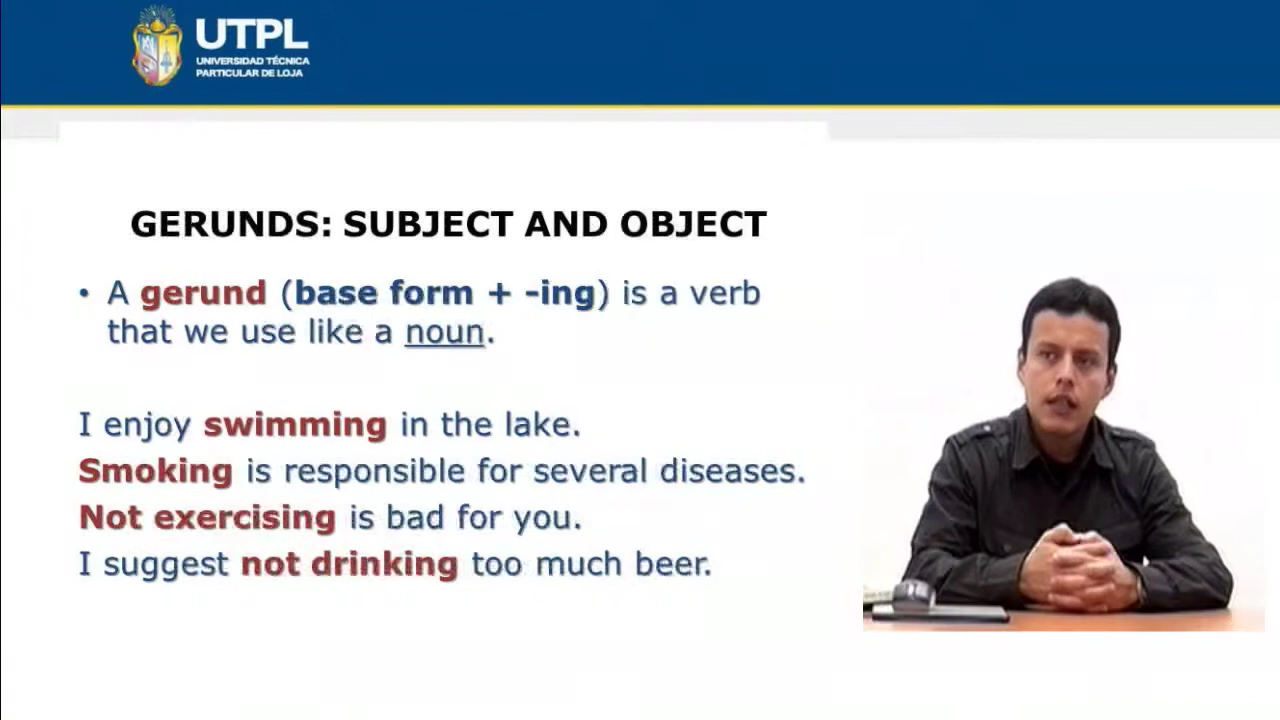 UTPL
UNIVERSIDAD TÉCNICA
PARTICULAR DE LOJA
GERUNDS: SUBJECT AND OBJECT
• A gerund (base form + -ing) is a verb
that we use like a noun.
I enjoy swimming in the lake.
Smoking is responsible for several diseases.
Not exercising is bad for you.
I suggest not drinking too much beer.